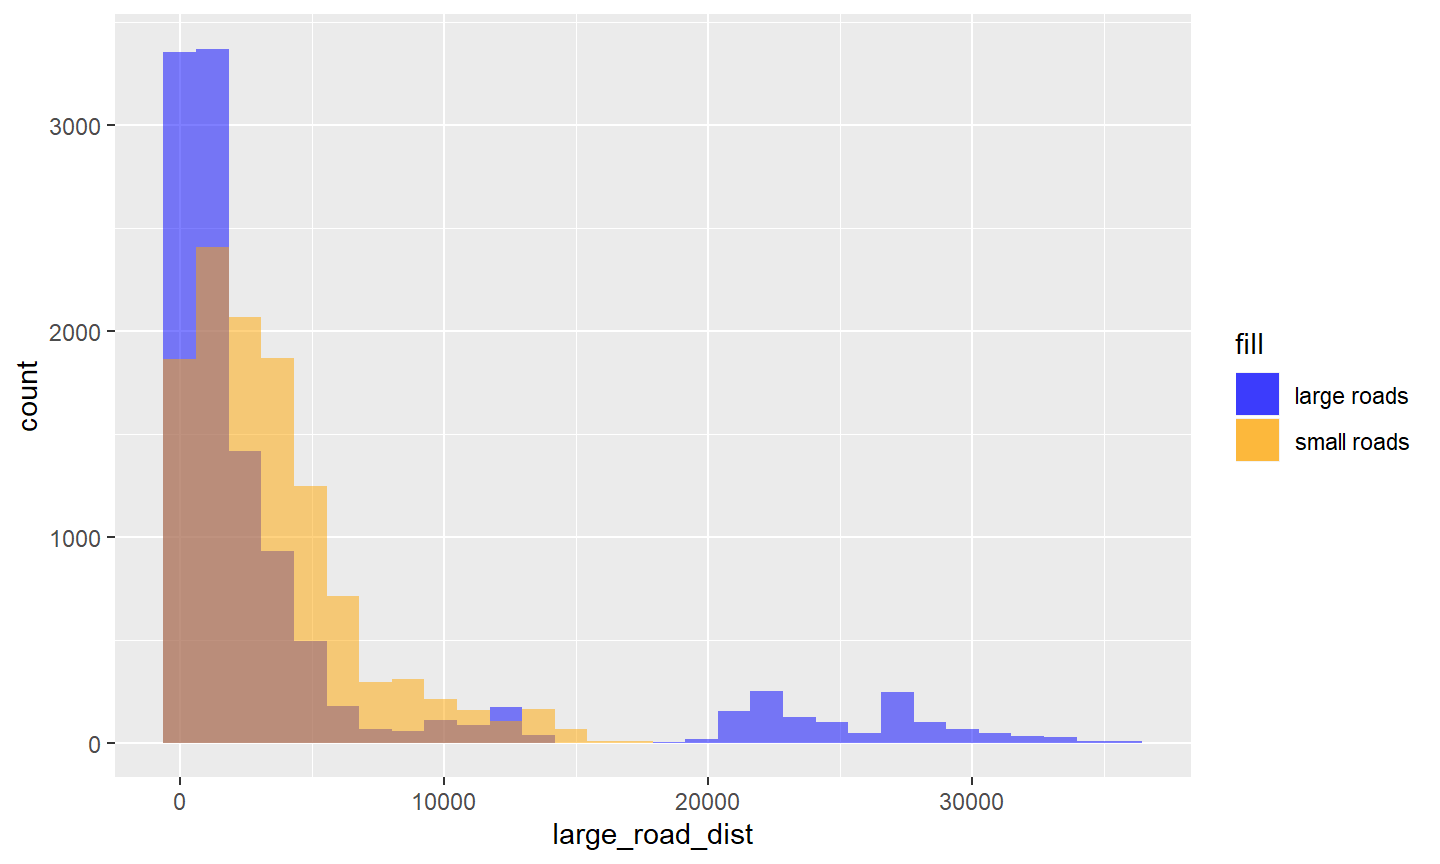 3000
2000
1000
0
count
0 10000 20000 30000
large_road_dist
fill
large roads
small roads